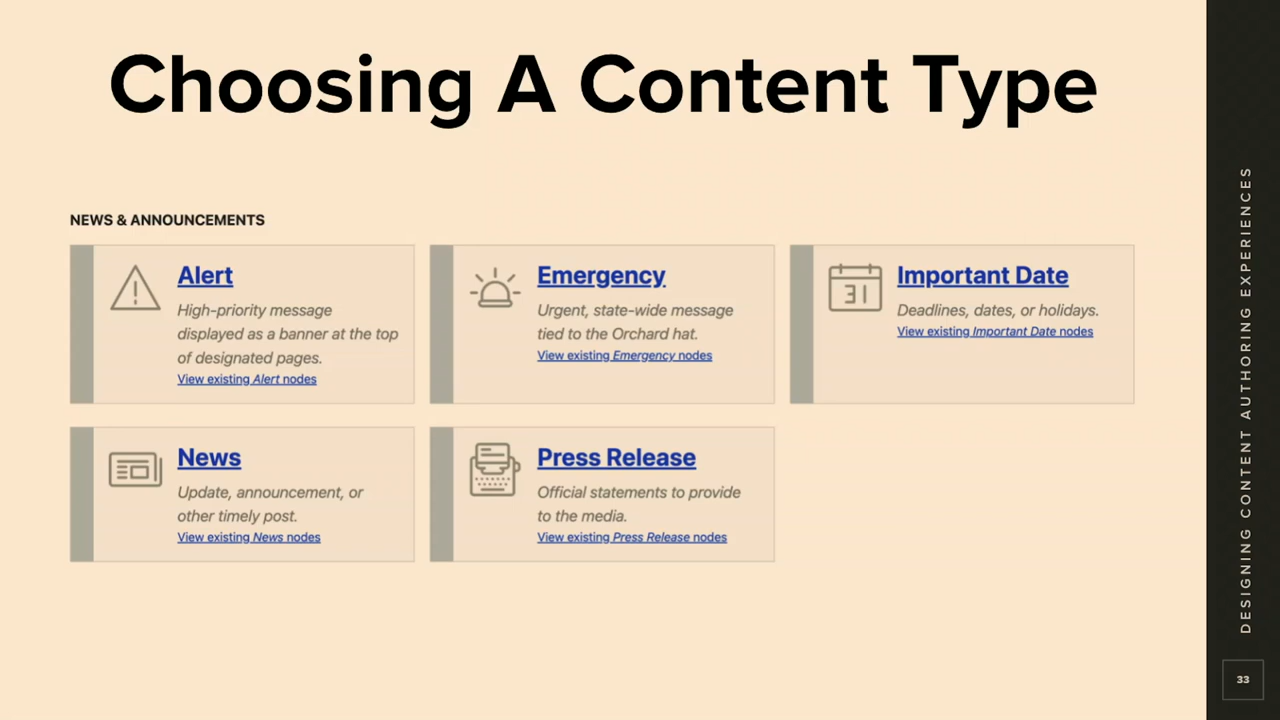 Choosing A Content Type
NEWS & ANNOUNCEMENTS
Alert
High-priority message
displayed as a banner at the top
of designated pages.
View existing Alert nodes
Emergency
Urgent, state-wide message
tied to the Orchard hat.
View existing Emergency nodes
31
Important Date
Deadlines, dates, or holidays.
View existing Important Date nodes
News
Update, announcement, or
other timely post.
View existing News nodes
Press Release
Official statements to provide
to the media.
View existing Press Release nodes
DESIGNING CONTENT AUTHORING EXPERIENCES
33